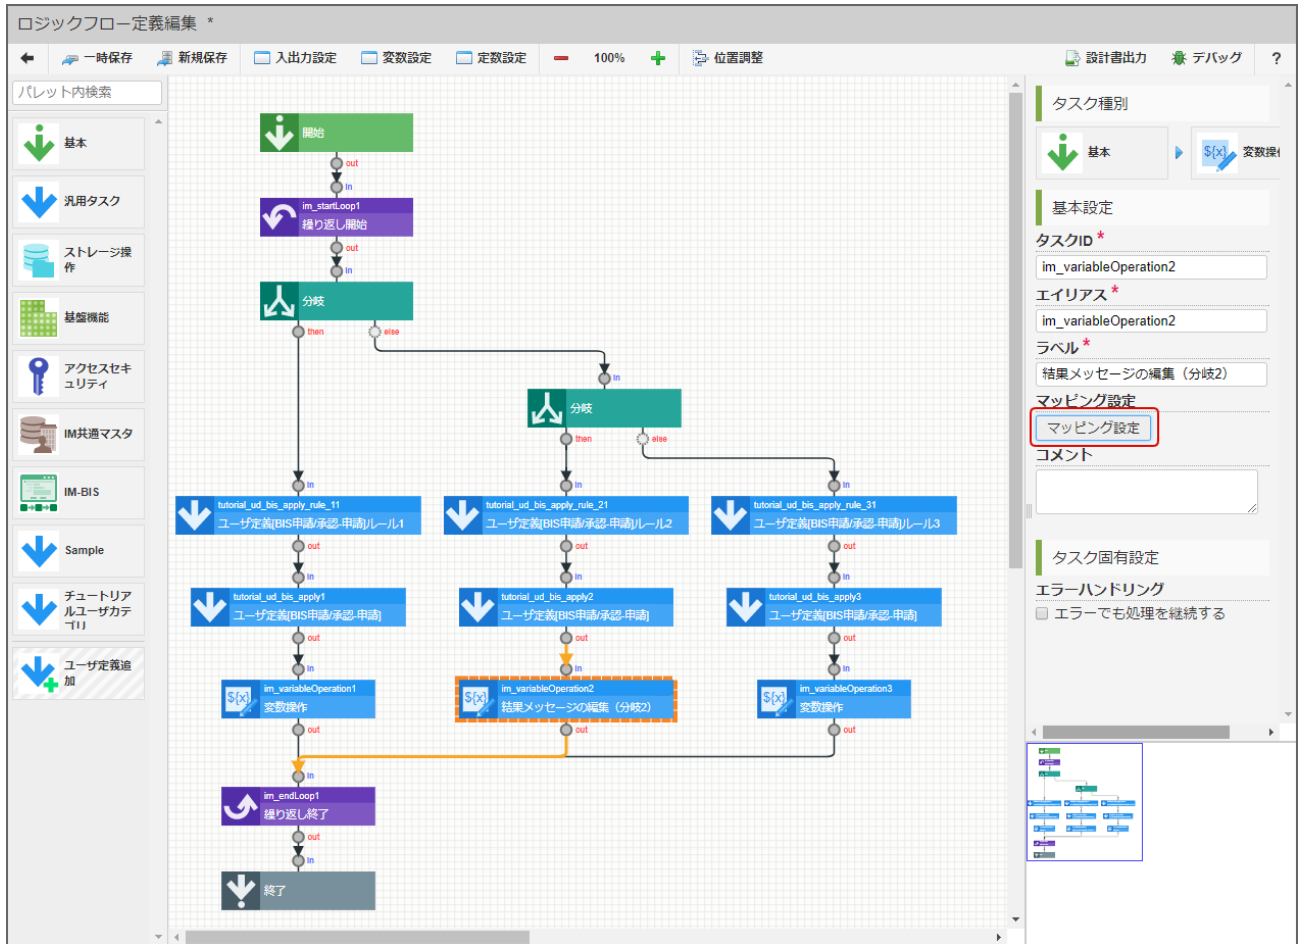 ロジックフロー定義編集 *
一時保存 新規保存 入出力設定 変数設定 定数設定 100% 位置調整 設計書出力 デバッグ ?
パレット内検索
基本
汎用タスク
ストレージ操
作
基盤機能
アクセスセキ
ュリティ
IM共通マスタ
IM-BIS
Sample
チュートリア
ルユーザカテ
ゴリ
ユーザ定義追
加
開始
out
in
im_startLoop1
繰り返し開始
out
in
分岐
then else
in
分岐
then else
in in in
tutorial_ud_bis_apply_rule_11
ユーザ定義[BIS申請/承認-申請]ルール1
tutorial_ud_bis_apply_rule_21
ユーザ定義[BIS申請/承認-申請]ルール2
tutorial_ud_bis_apply_rule_31
ユーザ定義[BIS申請/承認-申請]ルール3
out out out
in in in
tutorial_ud_bis_apply1
ユーザ定義[BIS申請/承認-申請]
tutorial_ud_bis_apply2
ユーザ定義[BIS申請/承認-申請]
tutorial_ud_bis_apply3
ユーザ定義[BIS申請/承認-申請]
out out out
in in in
${x}
im_variableOperation1
変数操作
${x}
im_variableOperation2
結果メッセージの編集（分岐2）
${x}
im_variableOperation3
変数操作
out out out
in
im_endLoop1
繰り返し終了
out
in
終了
タスク種別
基本 ${x} 変数操
基本設定
タスクID *
im_variableOperation2
エイリアス *
im_variableOperation2
ラベル *
結果メッセージの編集（分岐2）
マッピング設定
マッピング設定
コメント
タスク固有設定
エラーハンドリング
エラーでも処理を継続する